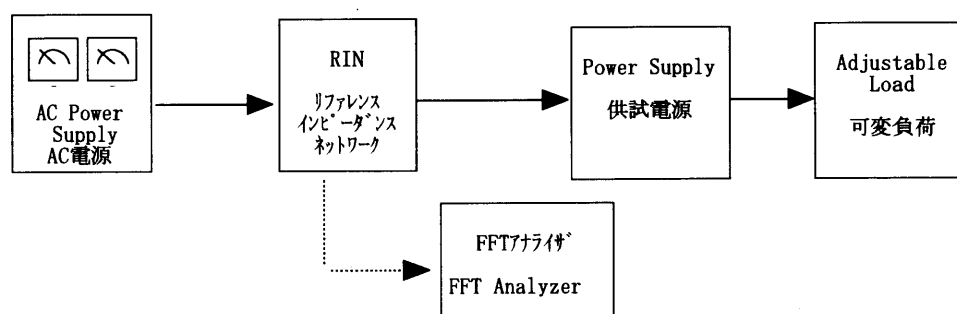 AC Power
Supply
AC電源
RIN
リファレンス
インピーダンス
ネットワーク
Power Supply
供試電源
Adjustable
Load
可変負荷
FFTアナライザ
FFT Analyzer